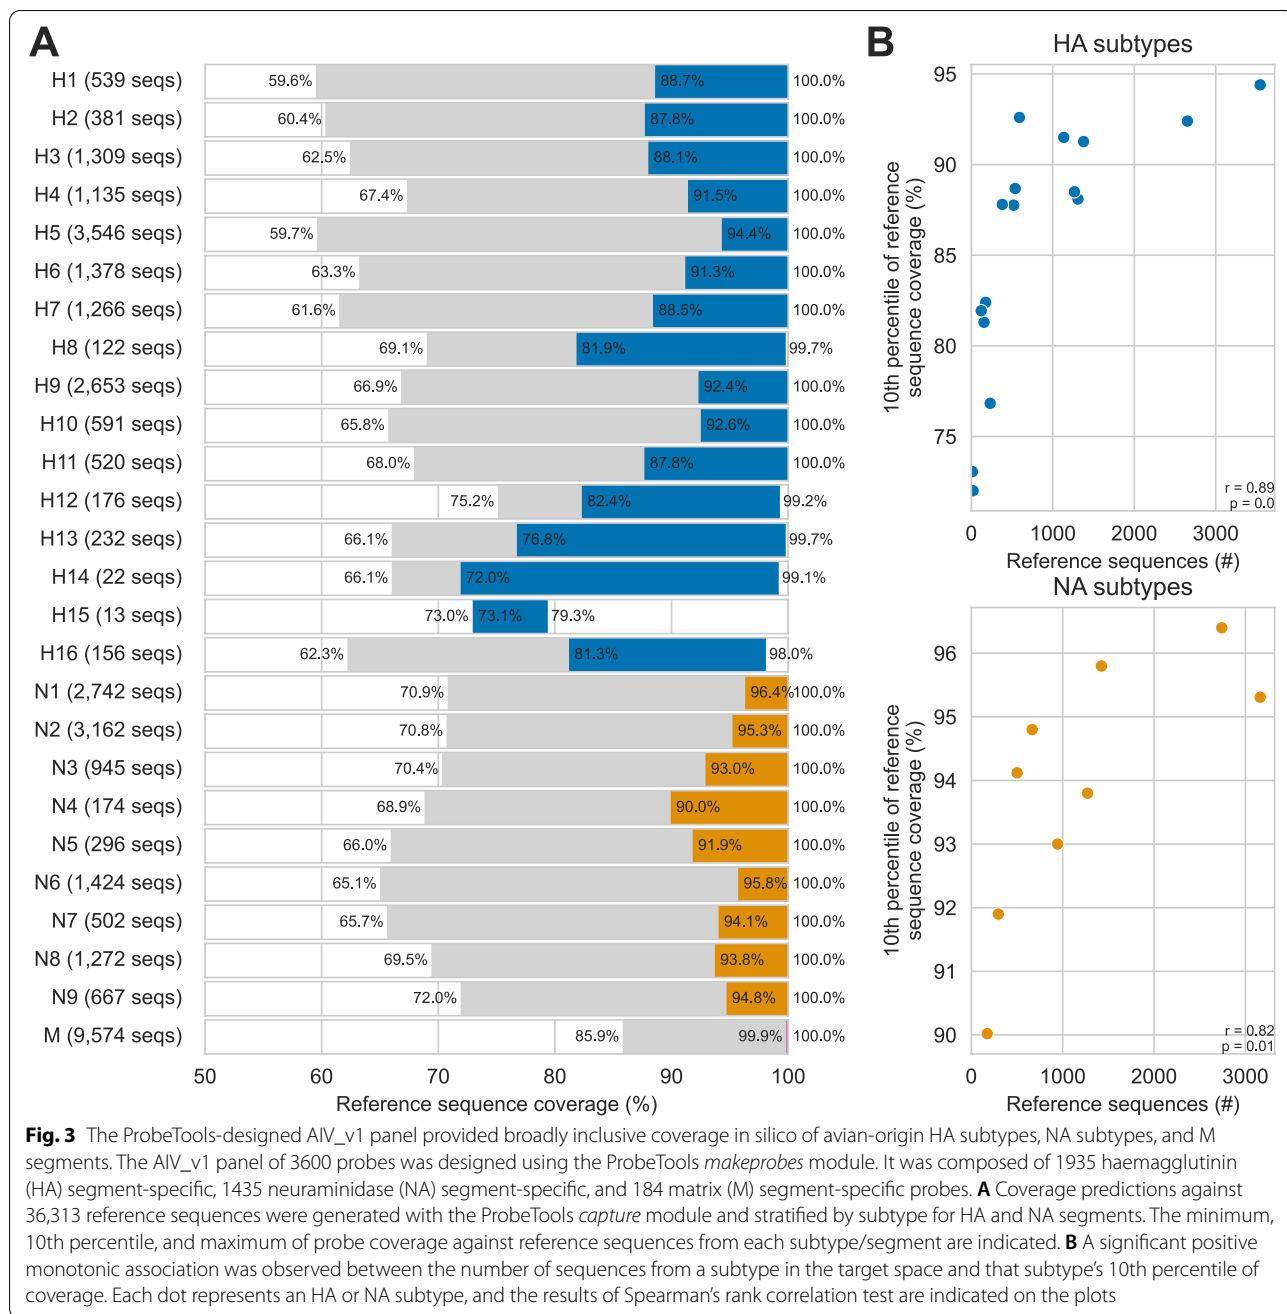 A
H1 (539 seqs) 59.6% 88.7% 100.0%
H2 (381 seqs) 60.4% 87.8% 100.0%
H3 (1,309 seqs) 62.5% 88.1% 100.0%
H4 (1,135 seqs) 67.4% 91.5% 100.0%
H5 (3,546 seqs) 59.7% 94.4% 100.0%
H6 (1,378 seqs) 63.3% 91.3% 100.0%
H7 (1,266 seqs) 61.6% 88.5% 100.0%
H8 (122 seqs) 69.1% 81.9% 99.7%
H9 (2,653 seqs) 66.9% 92.4% 100.0%
H10 (591 seqs) 65.8% 92.6% 100.0%
H11 (520 seqs) 68.0% 87.8% 100.0%
H12 (176 seqs) 75.2% 82.4% 99.2%
H13 (232 seqs) 66.1% 76.8% 99.7%
H14 (22 seqs) 66.1% 72.0% 99.1%
H15 (13 seqs) 73.0% 73.1% 79.3%
H16 (156 seqs) 62.3% 81.3% 98.0%
N1 (2,742 seqs) 70.9% 96.4% 100.0%
N2 (3,162 seqs) 70.8% 95.3% 100.0%
N3 (945 seqs) 70.4% 93.0% 100.0%
N4 (174 seqs) 68.9% 90.0% 100.0%
N5 (296 seqs) 66.0% 91.9% 100.0%
N6 (1,424 seqs) 65.1% 95.8% 100.0%
N7 (502 seqs) 65.7% 94.1% 100.0%
N8 (1,272 seqs) 69.5% 93.8% 100.0%
N9 (667 seqs) 72.0% 94.8% 100.0%
M (9,574 seqs) 85.9% 99.9% 100.0%
50 60 70 80 90 100
Reference sequence coverage (%)
B
HA subtypes
95
90
85
80
75
10th percentile of reference
sequence coverage (%)
r = 0.89
p = 0.0
0 1000 2000 3000
Reference sequences (#)
NA subtypes
96
95
94
93
92
91
90
10th percentile of reference
sequence coverage (%)
r = 0.82
p = 0.01
0 1000 2000 3000
Reference sequences (#)
Fig. 3 The ProbeTools-designed AIV_v1 panel provided broadly inclusive coverage in silico of avian-origin HA subtypes, NA subtypes, and M
segments. The AIV_v1 panel of 3600 probes was designed using the ProbeTools makeprobes module. It was composed of 1935 haemagglutinin
(HA) segment-specific, 1435 neuraminidase (NA) segment-specific, and 184 matrix (M) segment-specific probes. A Coverage predictions against
36,313 reference sequences were generated with the ProbeTools capture module and stratified by subtype for HA and NA segments. The minimum,
10th percentile, and maximum of probe coverage against reference sequences from each subtype/segment are indicated. B A significant positive
monotonic association was observed between the number of sequences from a subtype in the target space and that subtype's 10th percentile of
coverage. Each dot represents an HA or NA subtype, and the results of Spearman's rank correlation test are indicated on the plots